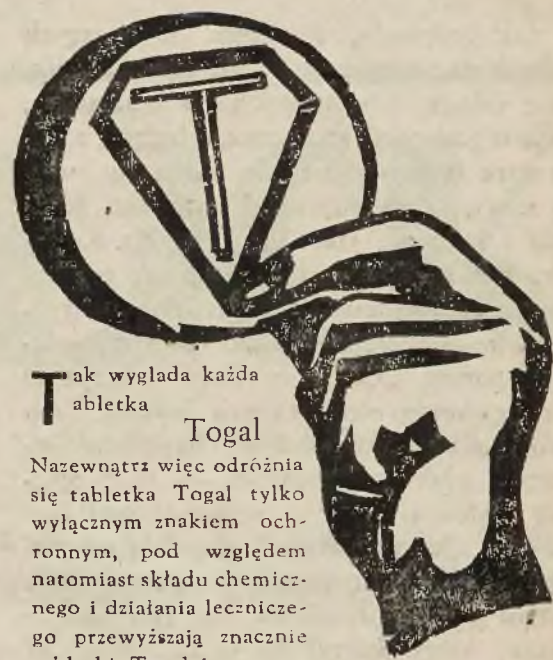 T
Tak wyglada każda
Tabletka
Togal
Nazewnątrz więc odróżnia
się tabletka Togal tylko
wyłącznym znakiem och-
ronnym, pod względem
natomiast składu chemicz-
nego i działania lecznicze-
go przewyższają znacznie